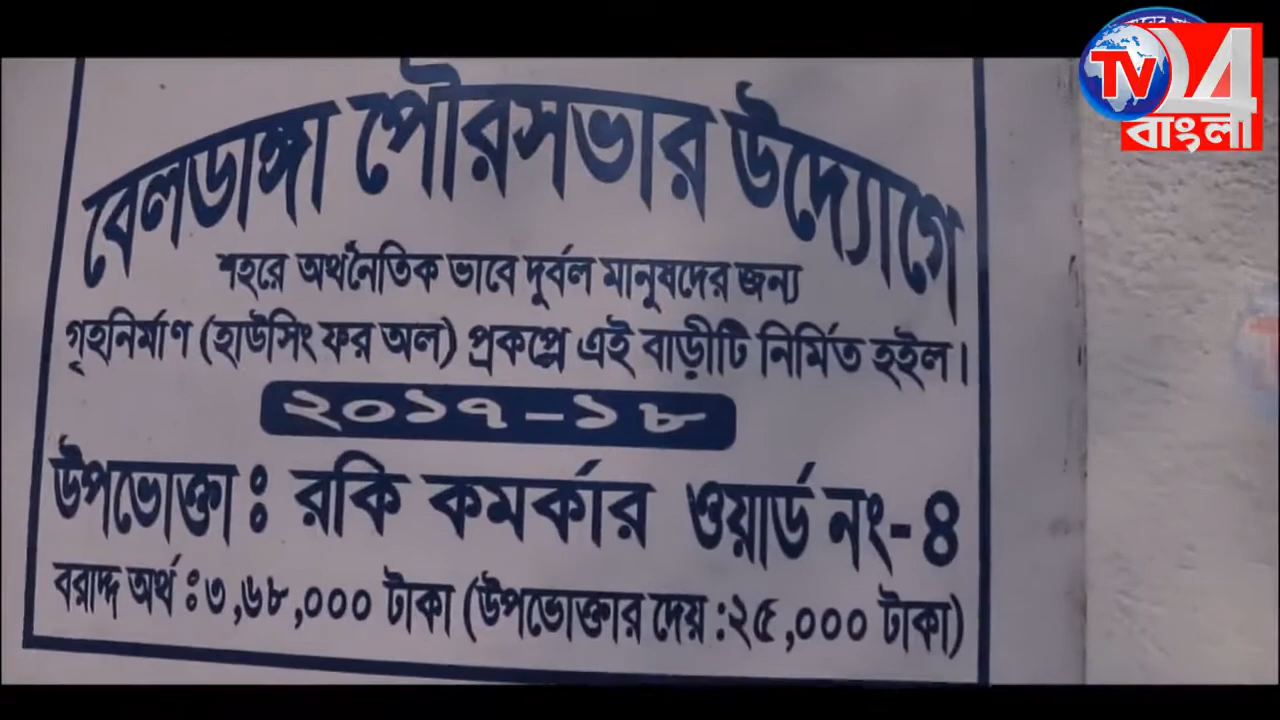 বেলডাঙ্গা পৌরসভার উদ্যোগে
শহরে অর্থনৈতিক ভাবে দুর্বল মানুষদের জন্য
গৃহনির্মাণ (হাউসিং ফর অল) প্রকল্পে এই বাড়ীটি নির্মিত হইল।
২০১৭-১৮
উপভোক্তা : রকি কমর্কার ওয়ার্ড নং- ৪
বরাদ্দ অর্থ : ৩,৬৮,০০০ টাকা (উপভোক্তার দেয় : ২৫,০০০ টাকা)
TV 24
বাংলা